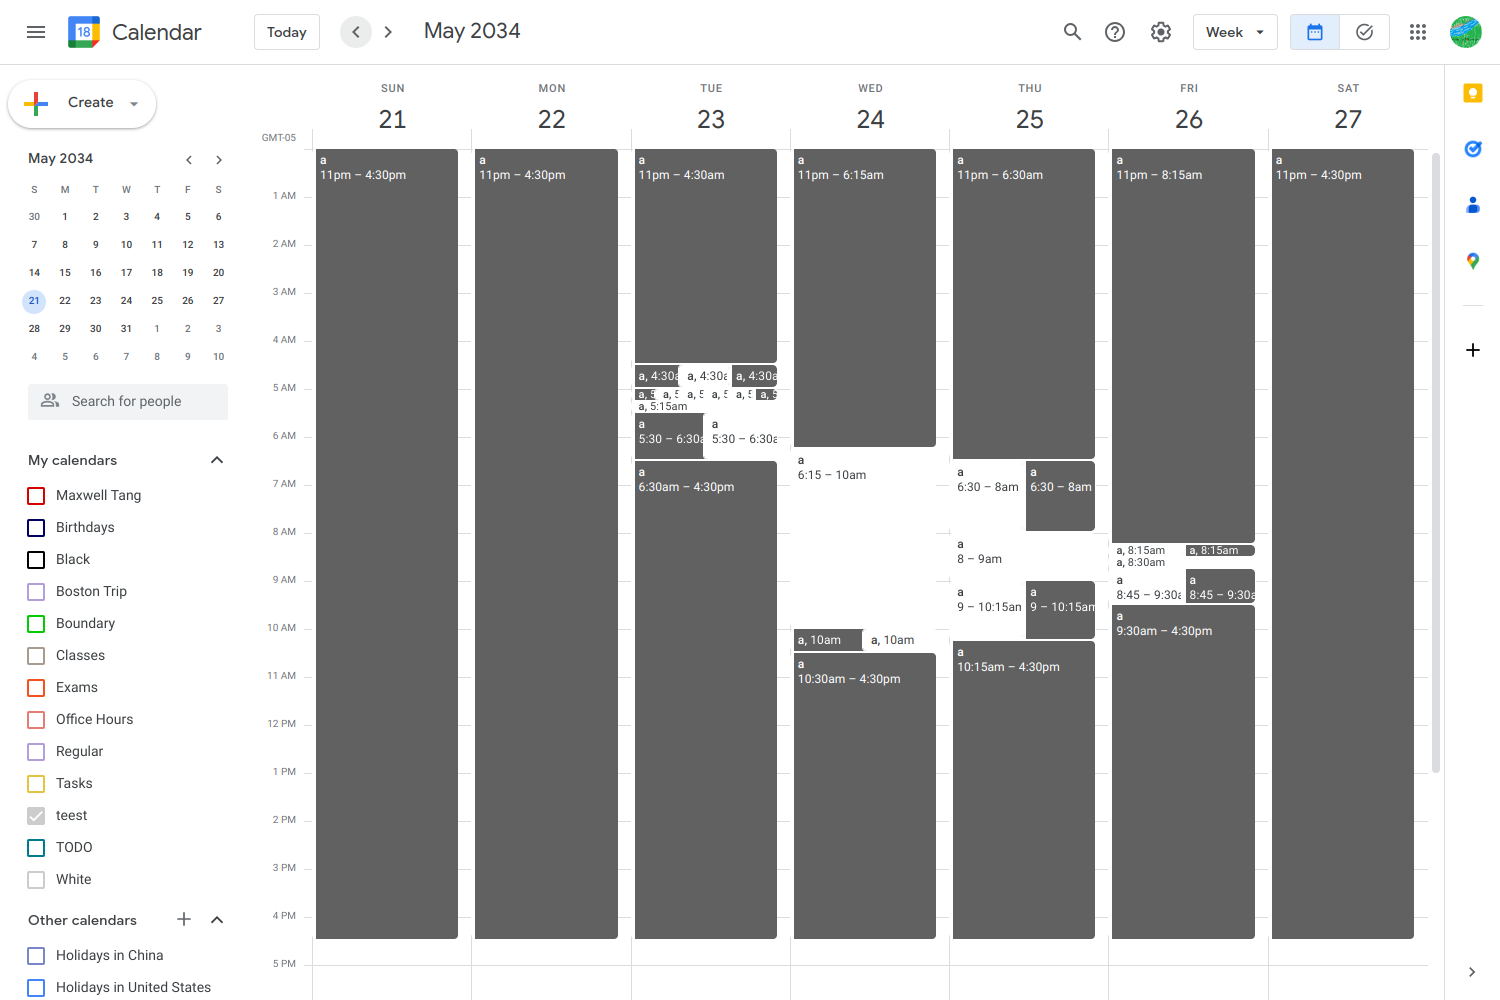 18 Calendar Today May 2034 Week
Create
May 2034
S M T W T F S
30 1 2 3 4 5 6
7 8 9 10 11 12 13
14 15 16 17 18 19 20
21 22 23 24 25 26 27
28 29 30 31 1 2 3
4 5 6 7 8 9 10
Search for people
My calendars
Maxwell Tang
Birthdays
Black
Boston Trip
Boundary
Classes
Exams
Office Hours
Regular
Tasks
teest
TODO
White
Other calendars
Holidays in China
Holidays in United States
SUN MON TUE WED THU FRI SAT
21 22 23 24 25 26 27
GMT-05
1 AM
2 AM
3 AM
4 AM
5 AM
6 AM
7 AM
8 AM
9 AM
10 AM
11 AM
12 PM
1 PM
2 PM
3 PM
4 PM
5 PM
a
11pm – 4:30pm
a
11pm – 4:30pm
a
11pm – 4:30am
a, 4:30a a, 4:30a a, 4:30a
a, 5 a, 5 a, 5 a, 5 a, 5 a, 5
a, 5:15am
a
5:30 – 6:30a
a
5:30 – 6:30a
a
6:30am – 4:30pm
a
11pm – 6:15am
a
6:15 – 10am
a, 10am a, 10am
a
10:30am – 4:30pm
a
11pm – 6:30am
a
6:30 – 8am
a
6:30 – 8am
a
8 – 9am
a
9 – 10:15am
a
9 – 10:15am
a
10:15am – 4:30pm
a
11pm – 8:15am
a, 8:15am a, 8:15am
a, 8:30am
a
8:45 – 9:30a
a
8:45 – 9:30a
a
9:30am – 4:30pm
a
11pm – 4:30pm